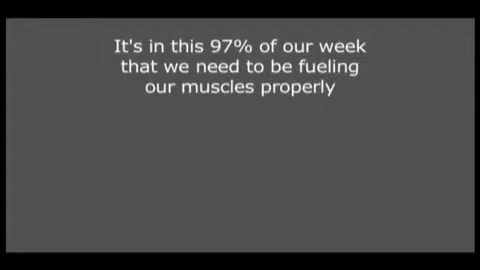 It's in this 97% of our week
that we need to be fueling
our muscles properly